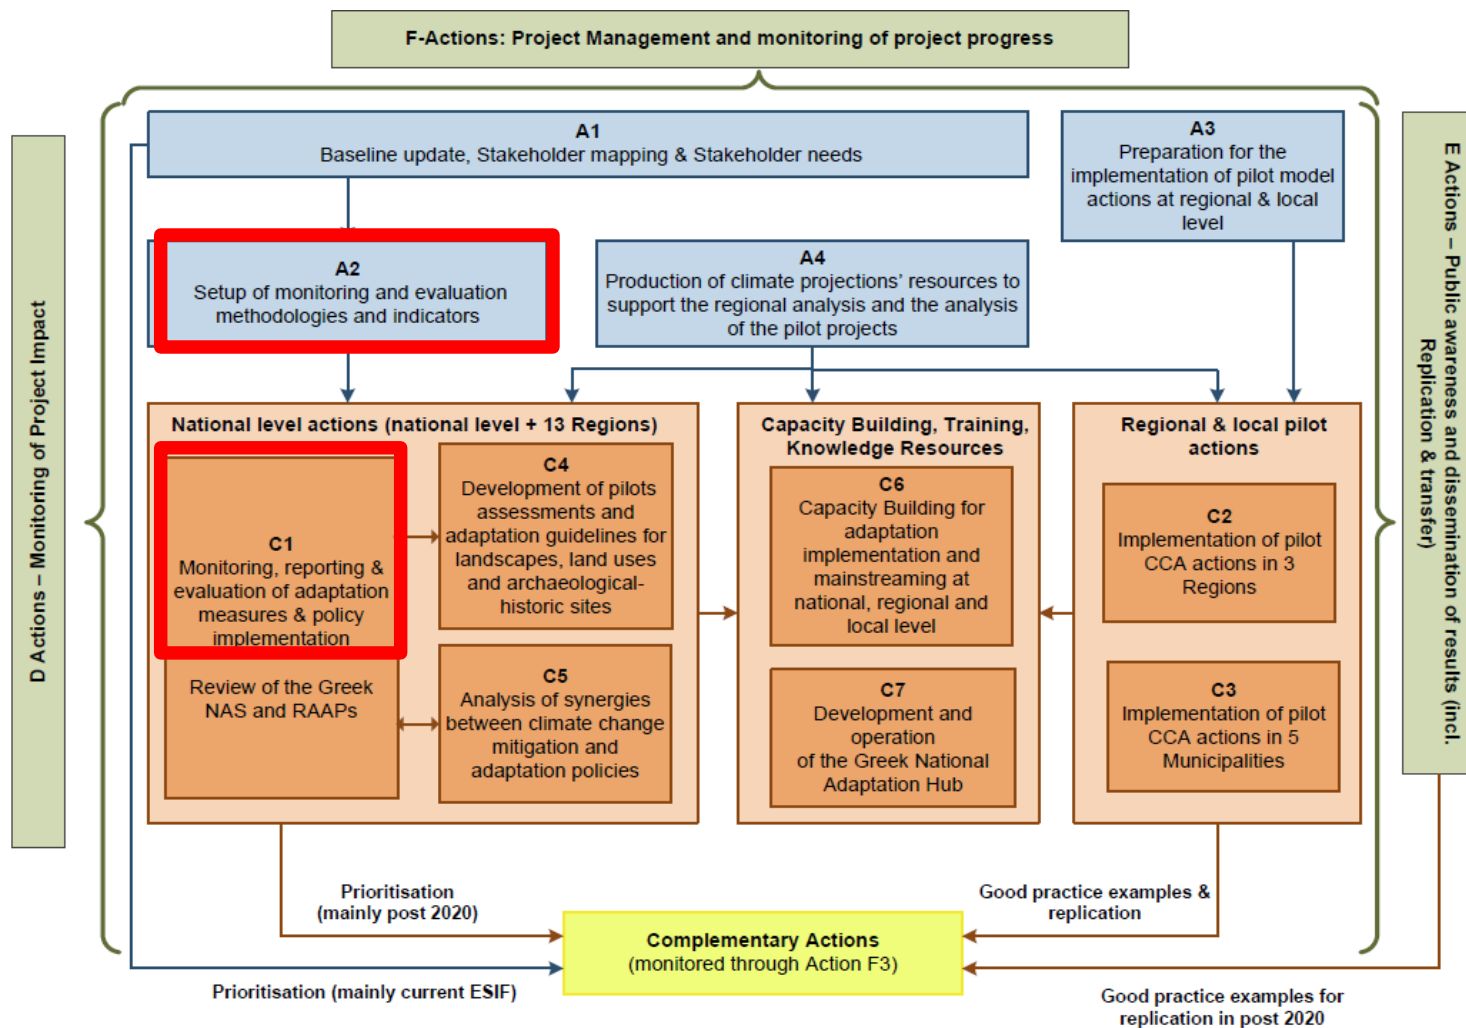 F-Actions: Project Management and monitoring of project progress
D Actions – Monitoring of Project Impact
A1
Baseline update, Stakeholder mapping & Stakeholder needs
A3
Preparation for the
implementation of pilot model
actions at regional & local
level
E Actions – Public awareness and dissemination of results (incl.
Replication & transfer)
A2
Setup of monitoring and evaluation
methodologies and indicators
A4
Production of climate projections’ resources to
support the regional analysis and the analysis
of the pilot projects
National level actions (national level + 13 Regions)
C1
Monitoring, reporting &
evaluation of adaptation
measures & policy
implementation
Review of the Greek
NAS and RAAPs
C4
Development of pilots
assessments and
adaptation guidelines for
landscapes, land uses
and archaeological-
historic sites
C5
Analysis of synergies
between climate change
mitigation and
adaptation policies
Capacity Building, Training,
Knowledge Resources
C6
Capacity Building for
adaptation
implementation and
mainstreaming at
national, regional and
local level
C7
Development and
operation
of the Greek National
Adaptation Hub
Regional & local pilot
actions
C2
Implementation of pilot
CCA actions in 3
Regions
C3
Implementation of pilot
CCA actions in 5
Municipalities
Prioritisation
(mainly post 2020)
Good practice examples &
replication
Complementary Actions
(monitored through Action F3)
Prioritisation (mainly current ESIF)
Good practice examples for
replication in post 2020